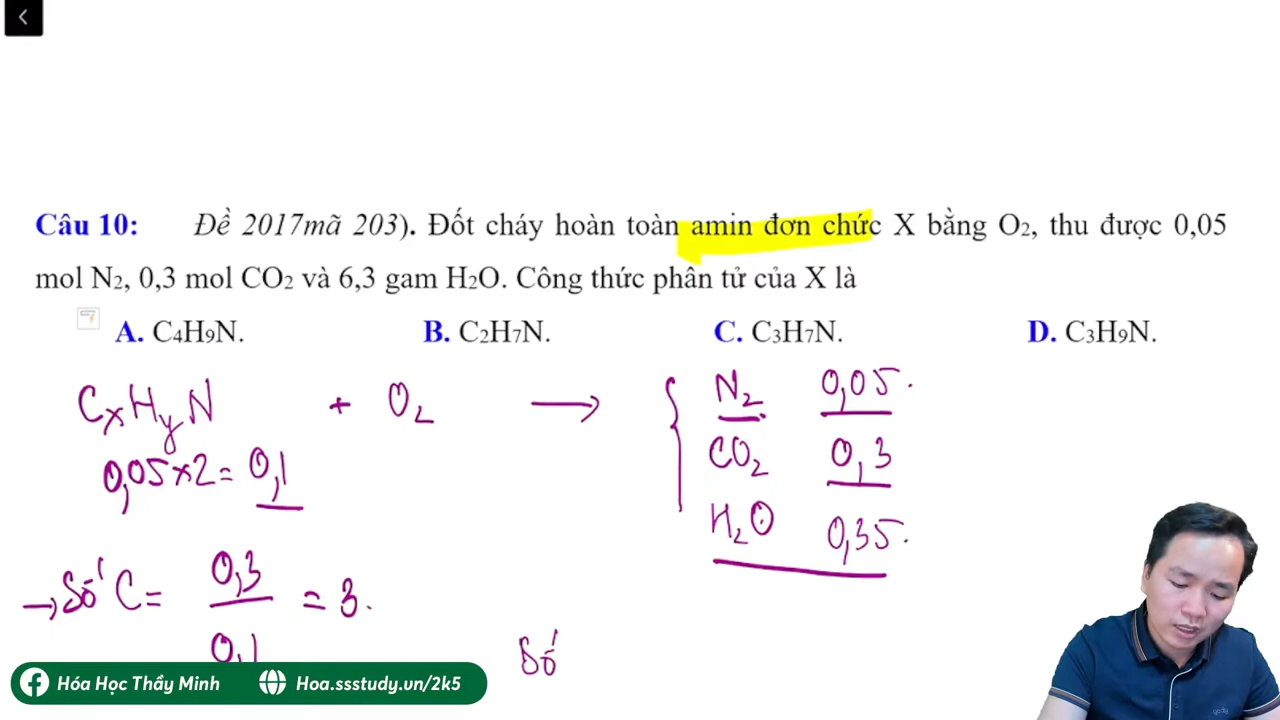 Câu 10: Đề 2017mã 203). Đốt cháy hoàn toàn amin đơn chức X bằng O₂, thu được 0,05
mol N₂, 0,3 mol CO₂ và 6,3 gam H₂O. Công thức phân tử của X là
A. C₄H₉N. B. C₂H₇N. C. C₃H₇N. D. C₃H₉N.
CₓHᵧN + O₂ → { N₂ 0,05.
0,05×2= 0,1 CO₂ 0,3
H₂O 0,35.
→ Số C = 0,3 / 0,1 = 3.
Số
Hóa Học Thầy Minh Hoa.ssstudy.vn/2k5